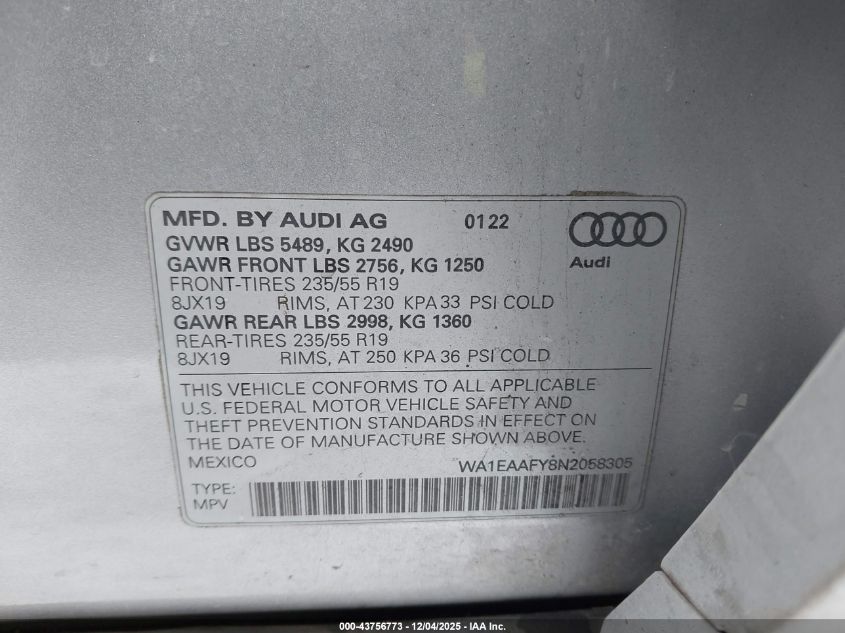 MFD. BY AUDI AG 01 22
GVWR LBS 5489, KG 2490
GAWR FRONT LBS 2756, KG 1250
FRONT-TIRES 235/55 R19
8JX19 RIMS, AT 230 KPA 33 PSI COLD
GAWR REAR LBS 2998, KG 1360
REAR-TIRES 235/55 R19
8JX19 RIMS, AT 250 KPA 36 PSI COLD
Audi
THIS VEHICLE CONFORMS TO ALL APPLICABLE
U.S. FEDERAL MOTOR VEHICLE SAFETY AND
THEFT PREVENTION STANDARDS IN EFFECT ON
THE DATE OF MANUFACTURE SHOWN ABOVE.
MEXICO WA1EAAFY8N2058305
TYPE:
MPV
000-43756773 - 12/04/2025 - IAA Inc.